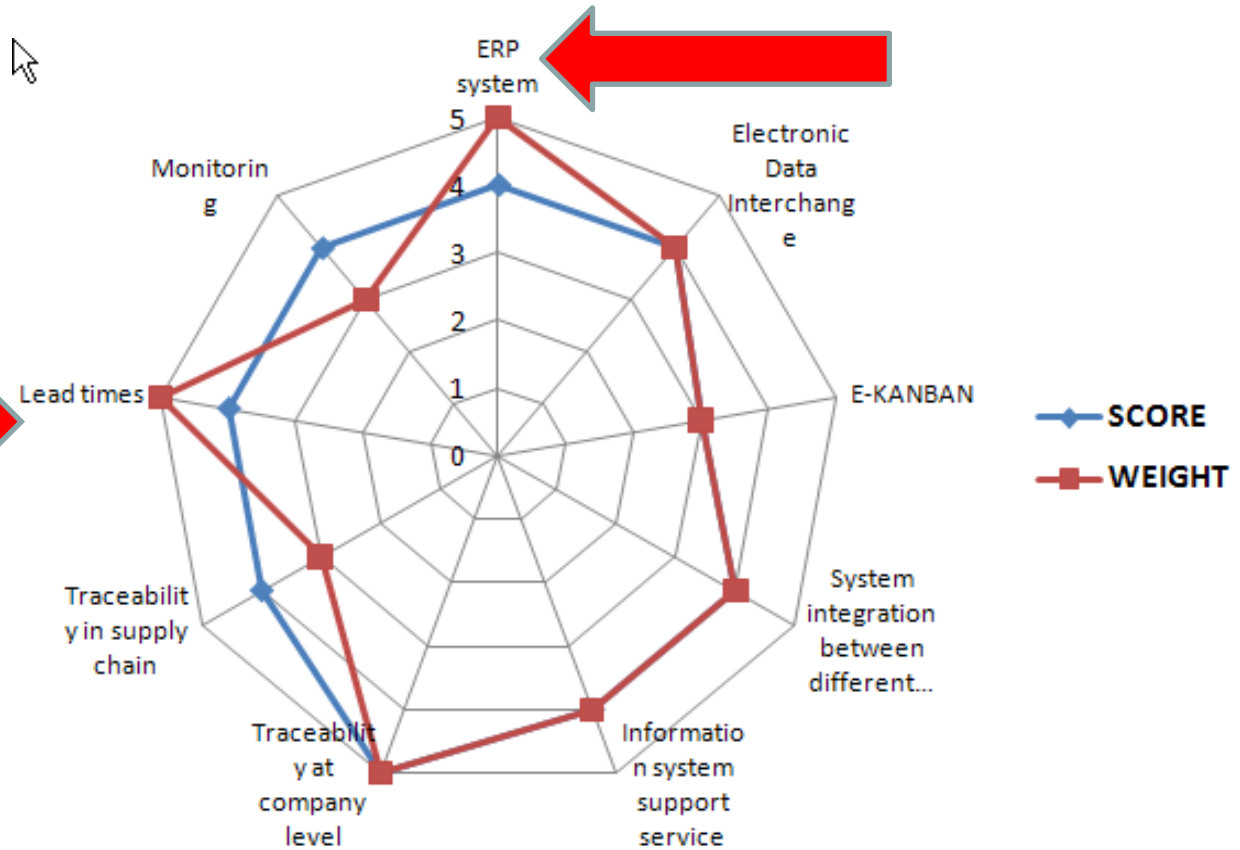 ERP
system
5
4
3
2
1
0
Electronic
Data
Interchang
e
E-KANBAN
System
integration
between
different...
Informatio
n system
support
service
Traceabilit
y at
company
level
Traceabilit
y in supply
chain
Lead times
Monitorin
g
SCORE
WEIGHT